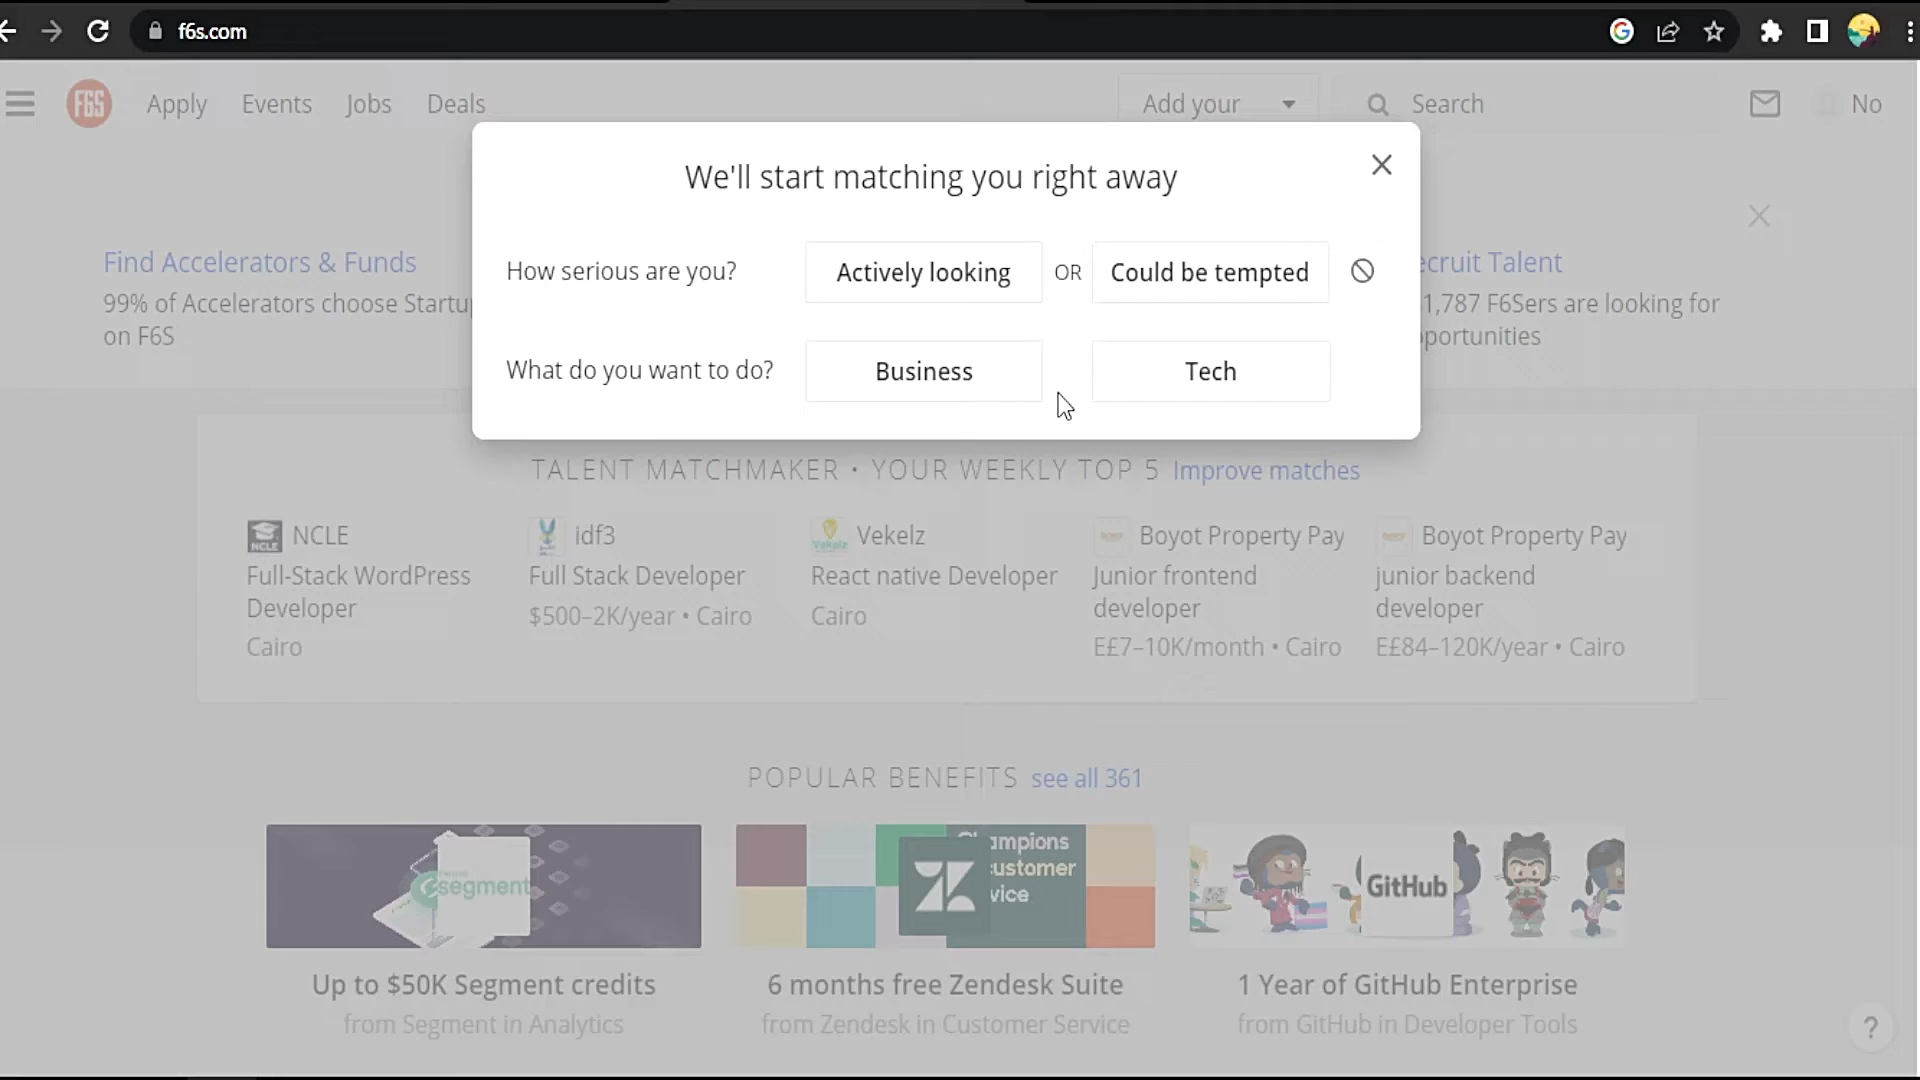 f6s.com
F6S Apply Events Jobs Deals Add your Search No
We'll start matching you right away
How serious are you? Actively looking OR Could be tempted
What do you want to do? Business Tech
Find Accelerators & Funds
99% of Accelerators choose Startu
on F6S
ecruit Talent
1,787 F6Sers are looking for
portunities
TALENT MATCHMAKER • YOUR WEEKLY TOP 5 Improve matches
NCLE
NCLE
Full-Stack WordPress
Developer
Cairo
idf3
Full Stack Developer
$500–2K/year • Cairo
Vekelz
Vekelz
React native Developer
Cairo
Boyot Property Pay
Junior frontend
developer
E£7–10K/month • Cairo
Boyot Property Pay
junior backend
developer
E£84–120K/year • Cairo
POPULAR BENEFITS see all 361
segment
Up to $50K Segment credits
from Segment in Analytics
ampions
ustomer
vice
6 months free Zendesk Suite
from Zendesk in Customer Service
GitHub
1 Year of GitHub Enterprise
from GitHub in Developer Tools
?